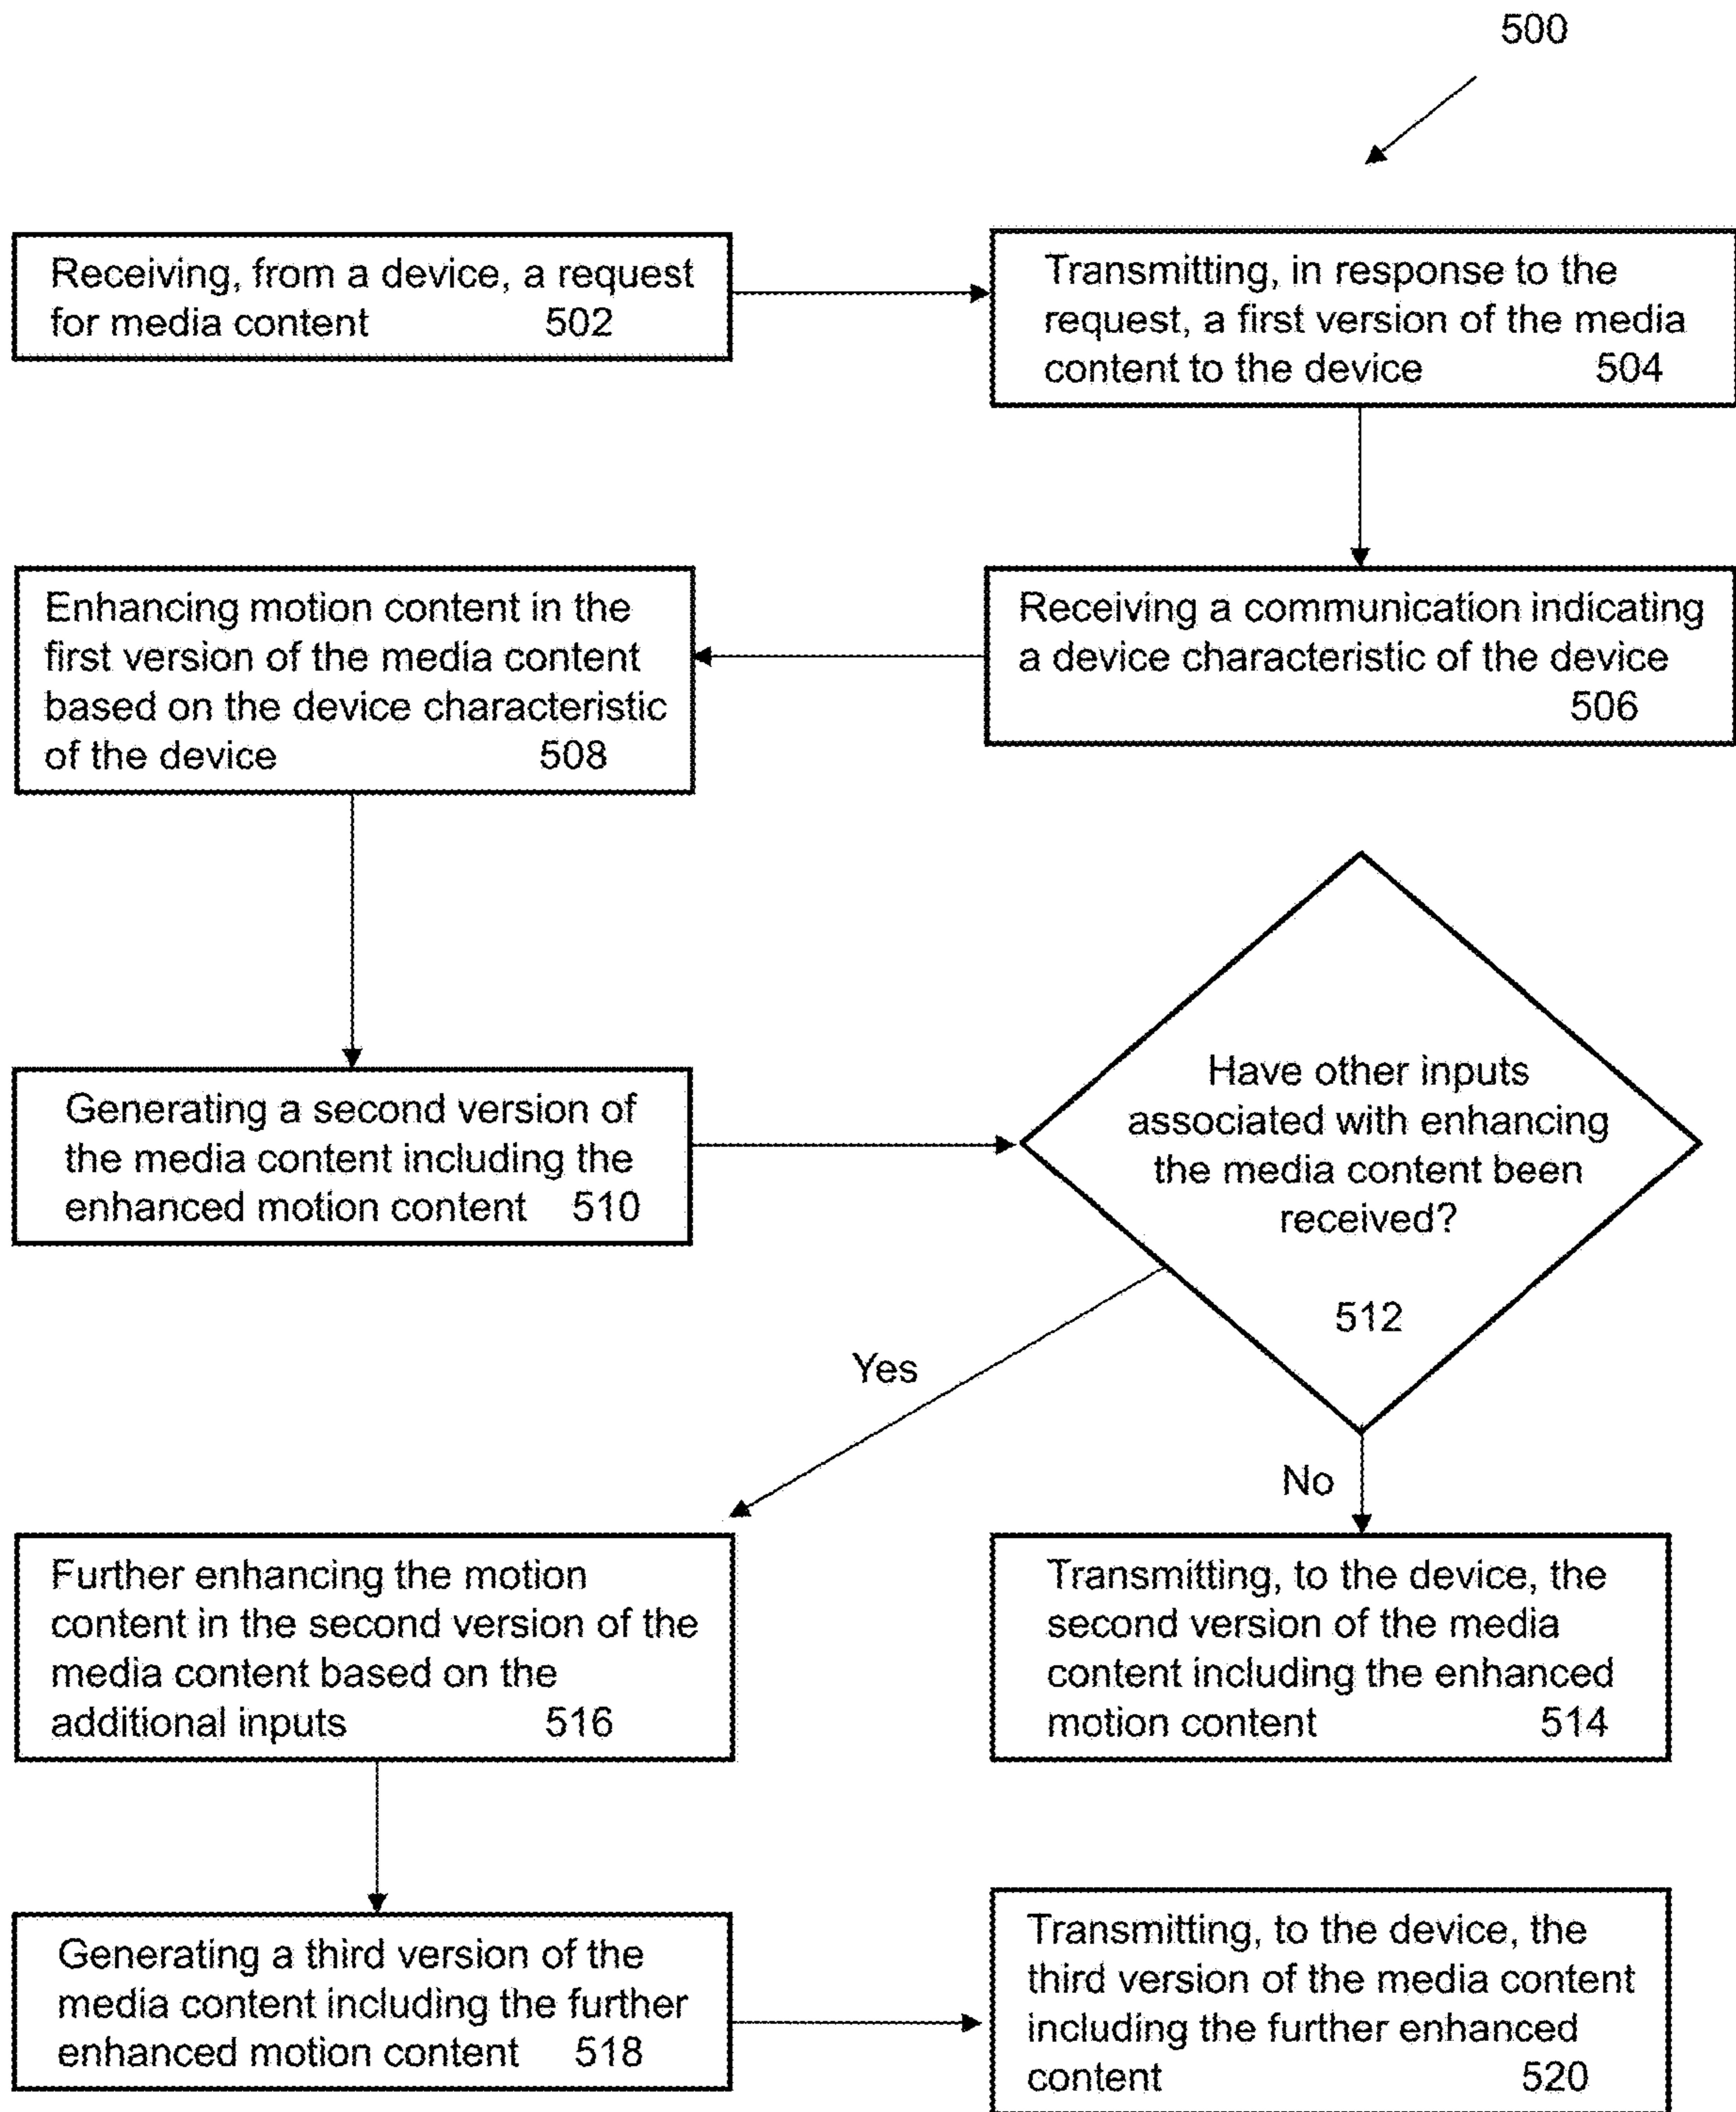 500
Receiving, from a device, a request
for media content 502
Transmitting, in response to the
request, a first version of the media
content to the device 504
Receiving a communication indicating
a device characteristic of the device
506
Enhancing motion content in the
first version of the media content
based on the device characteristic
of the device 508
Generating a second version of
the media content including the
enhanced motion content 510
Have other inputs
associated with enhancing
the media content been
received?
512
Yes
No
Transmitting, to the device, the
second version of the media
content including the enhanced
motion content 514
Further enhancing the motion
content in the second version of the
media content based on the
additional inputs 516
Generating a third version of the
media content including the further
enhanced motion content 518
Transmitting, to the device, the
third version of the media content
including the further enhanced
content 520